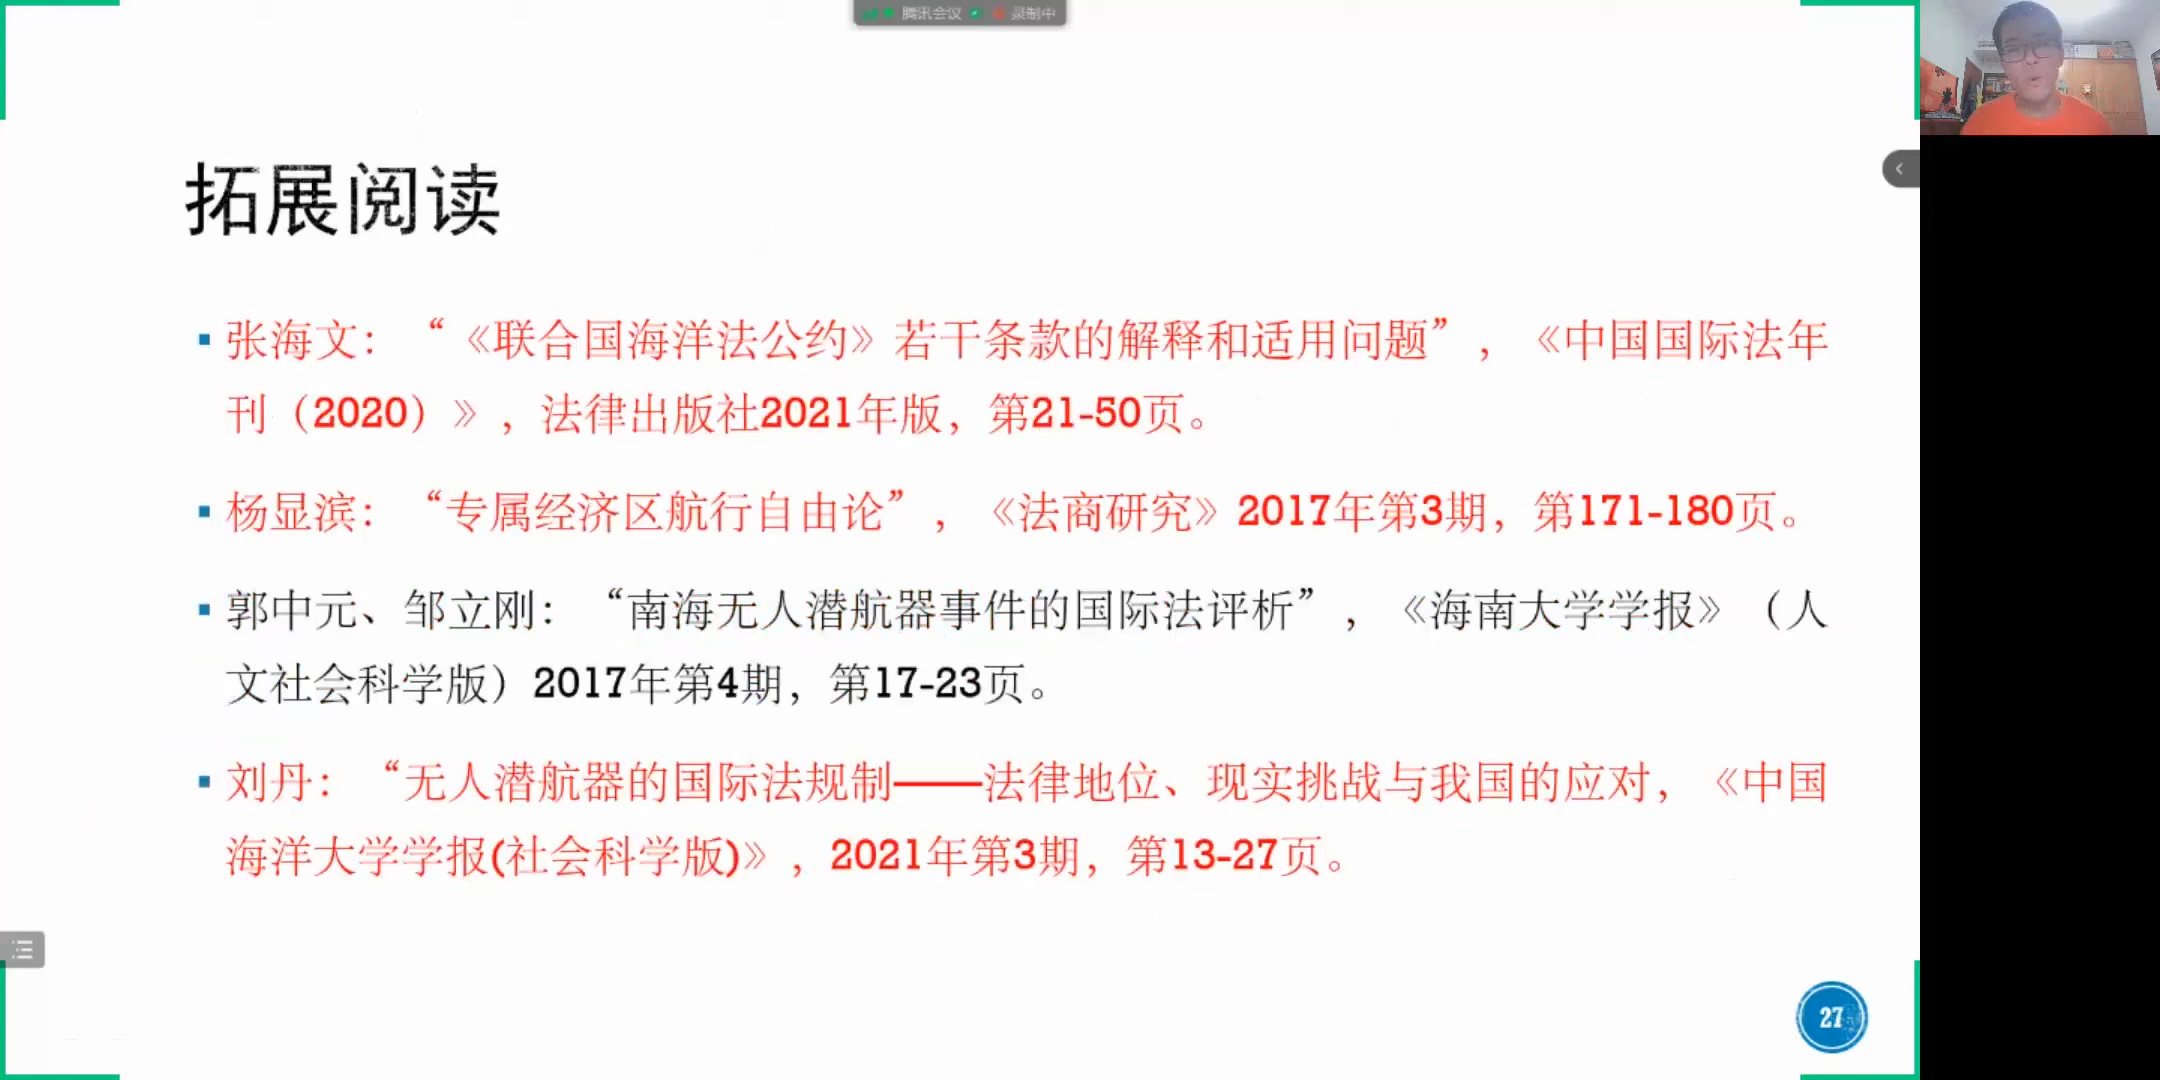 腾讯会议 录制中
拓展阅读
张海文：“《联合国海洋法公约》若干条款的解释和适用问题”，《中国国际法年
刊（2020）》，法律出版社2021年版，第21-50页。
杨显滨：“专属经济区航行自由论”，《法商研究》2017年第3期，第171-180页。
郭中元、邹立刚：“南海无人潜航器事件的国际法评析”，《海南大学学报》（人
文社会科学版）2017年第4期，第17-23页。
刘丹：“无人潜航器的国际法规制——法律地位、现实挑战与我国的应对，《中国
海洋大学学报(社会科学版)》，2021年第3期，第13-27页。
27